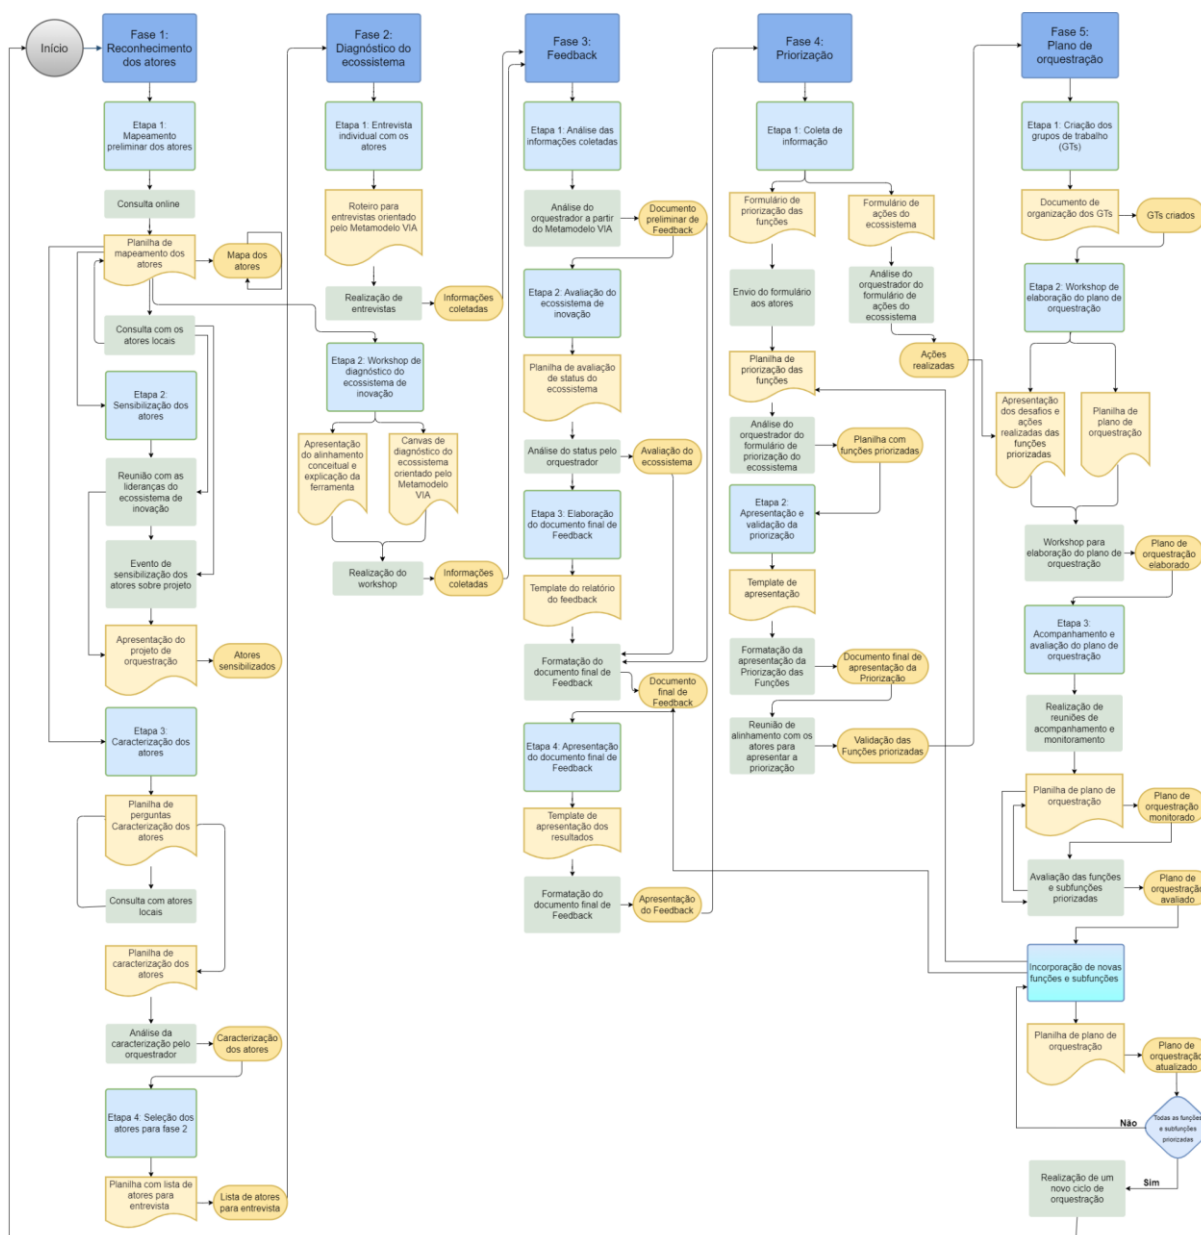 Início
Fase 1:
Reconhecimento
dos atores
Etapa 1:
Mapeamento
preliminar dos atores
Consulta online
Planilha de
mapeamento dos
atores
Mapa dos
atores
Consulta com os
atores locais
Etapa 2
Sensibilização dos
atores
Reunião com as
lideranças do
ecossistema de
inovação
Evento de
sensibilização dos
atores sobre projeto
Apresentação do
projeto de
orquestração
Atores
sensibilizados
Etapa 3
Caracterização dos
atores
Planilha de
perguntas
Caracterização dos
atores
Consulta com atores
locais
Planilha de
caracterização dos
atores
Análise da
caracterização pelo
orquestrador
Caracterização
dos atores
Etapa 4: Seleção dos
atores para fase 2
Planilha com lista de
atores para
entrevista
Lista de atores
para entrevista
Fase 2:
Diagnóstico do
ecossistema
Etapa 1: Entrevista
individual com os
atores
Roteiro para
entrevistas orientado
pelo Metamodelo VIA
Realização de
entrevistas
Informações
coletadas
Etapa 2: Workshop de
diagnóstico do
ecossistema de
inovação
Apresentação
do alinhamento
conceitual e
explicação da
ferramenta
Canvas de
diagnóstico do
ecossistema
orientado pelo
Metamodelo
VIA
Realização do
workshop
Informações
coletadas
Fase 3:
Feedback
Etapa 1: Análise das
informações coletadas
Análise do
orquestrador a partir
do Metamodelo VIA
Documento
preliminar de
Feedback
Etapa 2: Avaliação do
ecossistema de
inovação
Planilha de avaliação
de status do
ecossistema
Análise do status pelo
orquestrador
Avaliação do
ecossistema
Etapa 3: Elaboração
do documento final de
Feedback
Template do relatório
do feedback
Formatação do
documento final de
Feedback
Documento
final de
Feedback
Etapa 4: Apresentação
do documento final de
Feedback
Template de
apresentação dos
resultados
Formatação do
documento final de
Feedback
Apresentação
do Feedback
Fase 4:
Priorização
Etapa 1: Coleta de
informação
Formulário de
priorização das
funções
Formulário de
ações do
ecossistema
Envio do formulário
aos atores
Análise do
orquestrador do
formulário de
ações do
ecossistema
Ações
realizadas
Planilha de
priorização das
funções
Análise do
orquestrador do
formulário de
priorização do
ecossistema
Planilha com
funções
priorizadas
Etapa 2:
Apresentação e
validação da
priorização
Template de
apresentação
Formatação da
apresentação da
Priorização das
Funções
Documento final de
apresentação da
Priorização
Reunião de
alinhamento com os
atores para
apresentar a
priorização
Validação das
Funções priorizadas
Fase 5:
Plano de
orquestração
Etapa 1: Criação dos
grupos de trabalho
(GTs)
Documento de
organização dos GTs
GTs criados
Etapa 2: Workshop de
elaboração do plano de
orquestração
Apresentação
dos desafios e
ações
realizadas das
funções
priorizadas
Planilha de
plano de
orquestração
Workshop para
elaboração do plano de
orquestração
Plano de
orquestração
elaborado
Etapa 3:
Acompanhamento e
avaliação do plano de
orquestração
Realização de
reuniões de
acompanhamento e
monitoramento
Planilha de plano de
orquestração
Plano de
orquestração
monitorado
Avaliação das funções
e subfunções
priorizadas
Plano de
orquestração
avaliado
Incorporação de novas
funções e subfunções
Planilha de plano de
orquestração
Plano de
orquestração
atualizado
Todas as funções
e subfunções
priorizadas
Não
Sim
Realização de um
novo ciclo de
orquestração